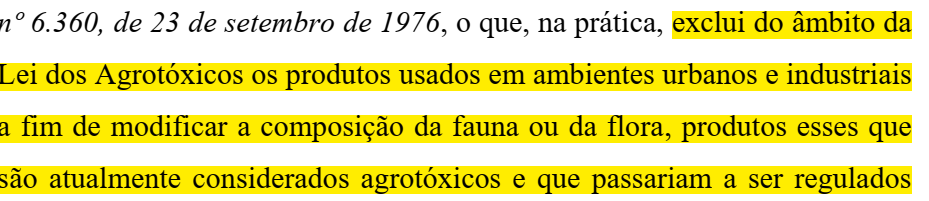 nº 6.360, de 23 de setembro de 1976, o que, na prática, exclui do âmbito da
Lei dos Agrotóxicos os produtos usados em ambientes urbanos e industriais
a fim de modificar a composição da fauna ou da flora, produtos esses que
são atualmente considerados agrotóxicos e que passariam a ser regulados